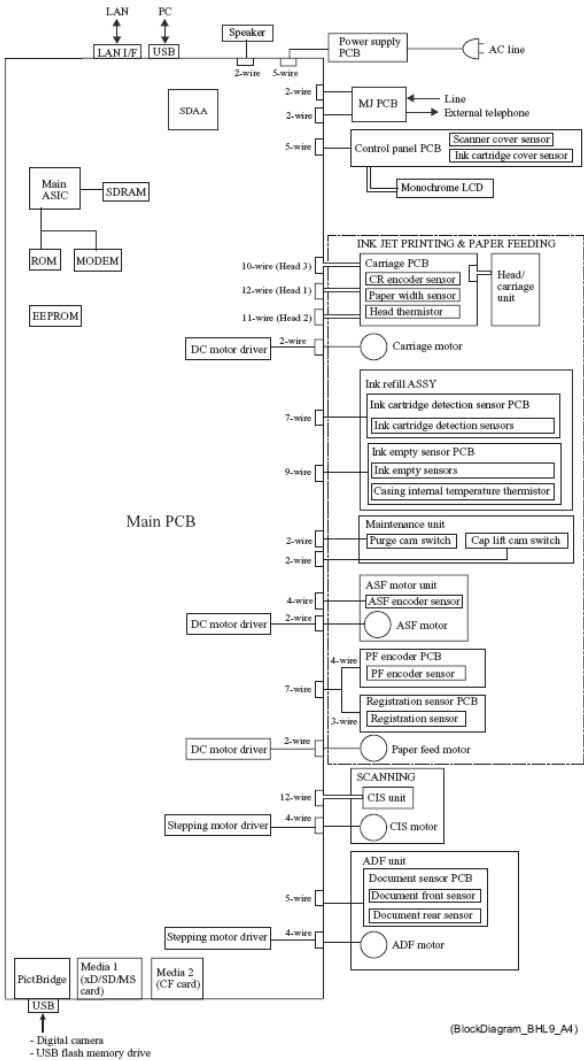 LAN
PC
LAN I/F
USB
Speaker
Power supply
PCB
AC line
2-wire
5-wire
SDAA
2-wire
2-wire
MJ PCB
Line
External telephone
5-wire
Control panel PCB
Scanner cover sensor
Ink cartridge cover sensor
Monochrome LCD
Main
ASIC
SDRAM
ROM
MODEM
EEPROM
INK JET PRINTING & PAPER FEEDING
10-wire (Head 3)
12-wire (Head 1)
11-wire (Head 2)
Carriage PCB
CR encoder sensor
Paper width sensor
Head thermistor
Head/
carriage
unit
DC motor driver
2-wire
Carriage motor
Ink refill ASSY
7-wire
Ink cartridge detection sensor PCB
Ink cartridge detection sensors
9-wire
Ink empty sensor PCB
Ink empty sensors
Casing internal temperature thermistor
Main PCB
Maintenance unit
2-wire
Purge cam switch
Cap lift cam switch
2-wire
ASF motor unit
4-wire
ASF encoder sensor
DC motor driver
2-wire
ASF motor
4-wire
PF encoder PCB
PF encoder sensor
7-wire
Registration sensor PCB
3-wire
Registration sensor
DC motor driver
2-wire
Paper feed motor
SCANNING
12-wire
CIS unit
Stepping motor driver
4-wire
CIS motor
ADF unit
Document sensor PCB
5-wire
Document front sensor
Document rear sensor
Stepping motor driver
4-wire
ADF motor
PictBridge
Media 1
(xD/SD/MS
card)
Media 2
(CF card)
USB
- Digital camera
- USB flash memory drive
(BlockDiagram_BHL9_A4)